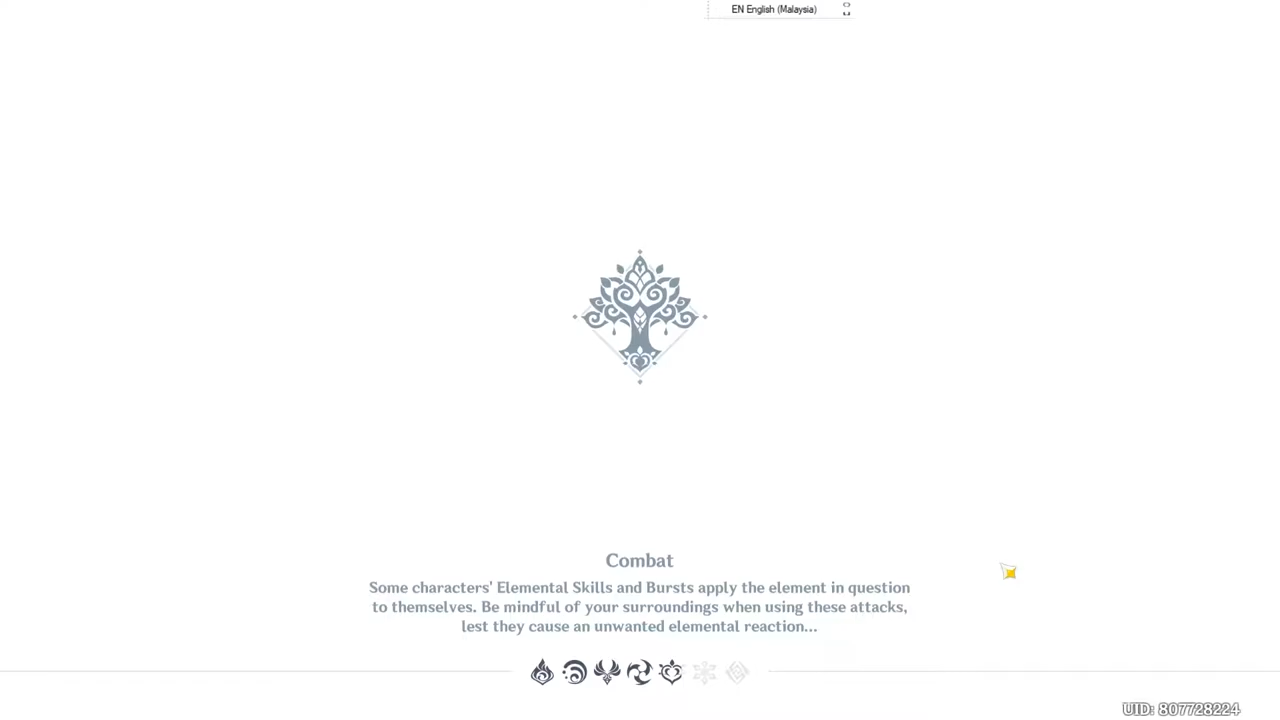 EN English (Malaysia)
Combat
Some characters' Elemental Skills and Bursts apply the element in question
to themselves. Be mindful of your surroundings when using these attacks,
lest they cause an unwanted elemental reaction...
UID: 807728224